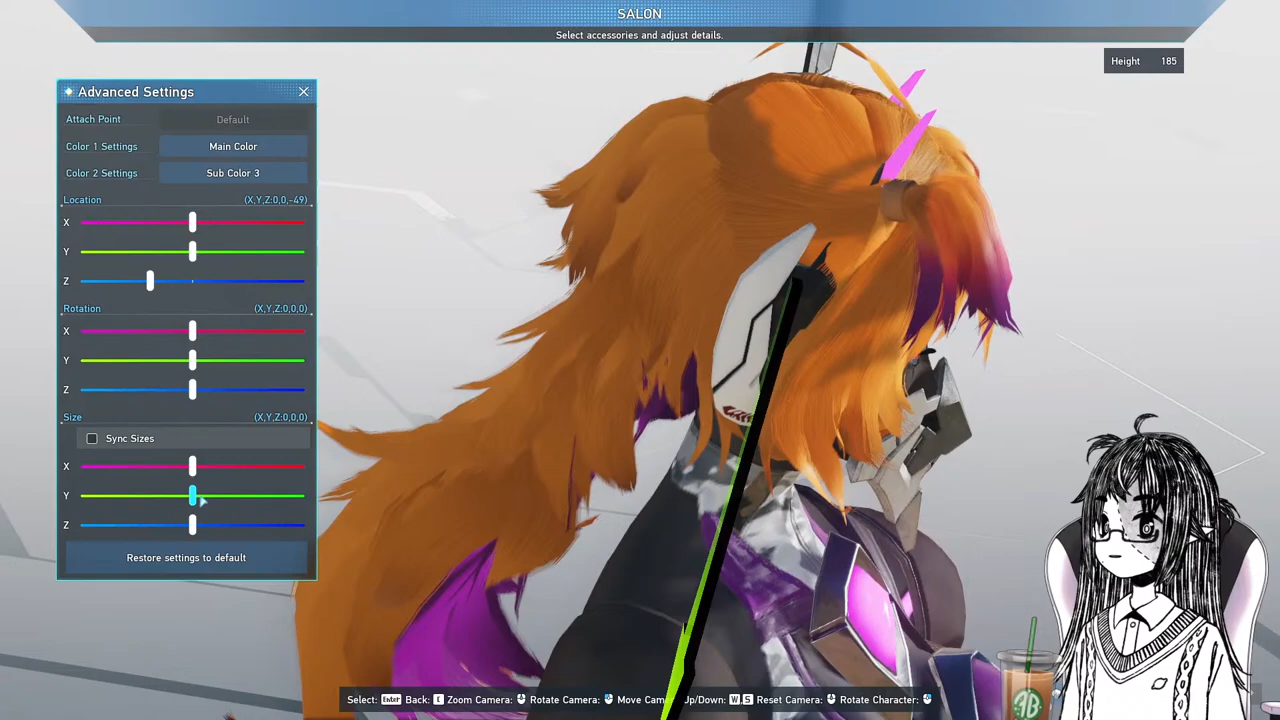 SALON
Select accessories and adjust details.
Height 185
Advanced Settings
Attach Point Default
Color 1 Settings Main Color
Color 2 Settings Sub Color 3
Location (X,Y,Z:0,0,-49)
X
Y
Z
Rotation (X,Y,Z:0,0,0)
X
Y
Z
Size (X,Y,Z:0,0,0)
Sync Sizes
X
Y
Z
Restore settings to default
Select: Enter Back: Zoom Camera: Rotate Camera: Move Up/Down: W S Reset Camera: Rotate Character: